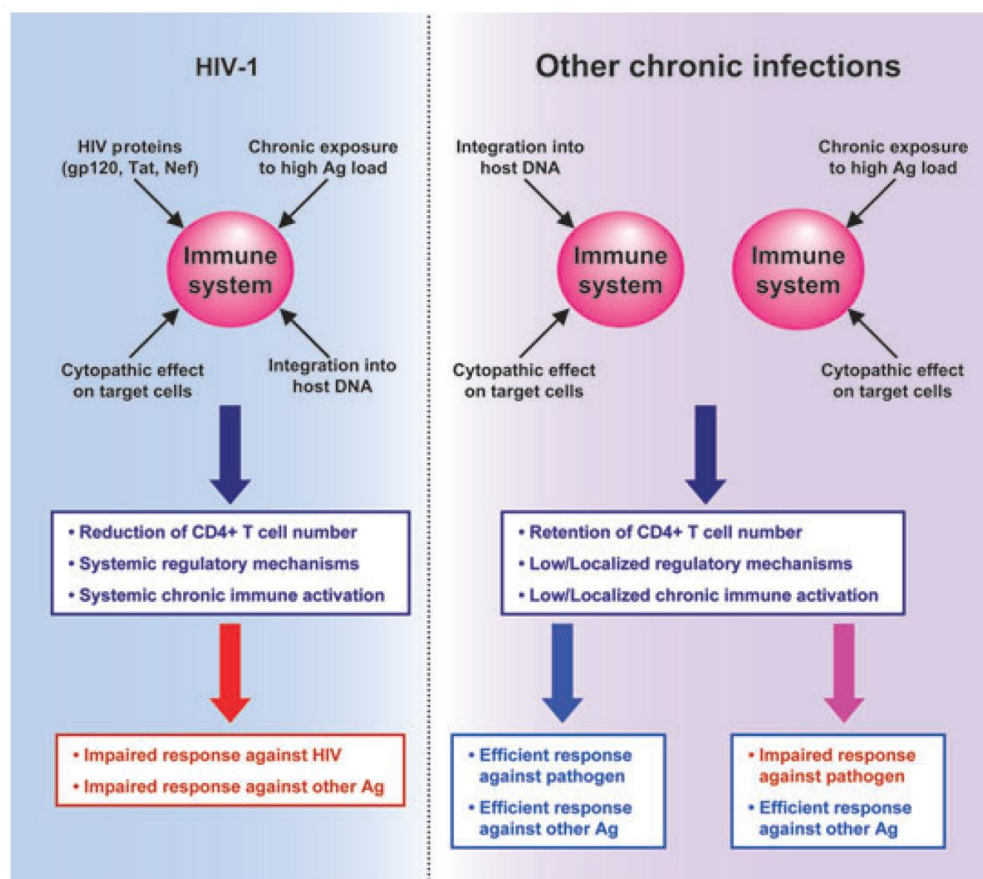 HIV-1
HIV proteins
(gp120, Tat, Nef)
Chronic exposure
to high Ag load
Immune
system
Cytopathic effect
on target cells
Integration into
host DNA
• Reduction of CD4+ T cell number
• Systemic regulatory mechanisms
• Systemic chronic immune activation
• Impaired response against HIV
• Impaired response against other Ag
Other chronic infections
Integration into
host DNA
Immune
system
Cytopathic effect
on target cells
Chronic exposure
to high Ag load
Immune
system
Cytopathic effect
on target cells
• Retention of CD4+ T cell number
• Low/Localized regulatory mechanisms
• Low/Localized chronic immune activation
• Efficient response
against pathogen
• Efficient response
against other Ag
• Impaired response
against pathogen
• Efficient response
against other Ag